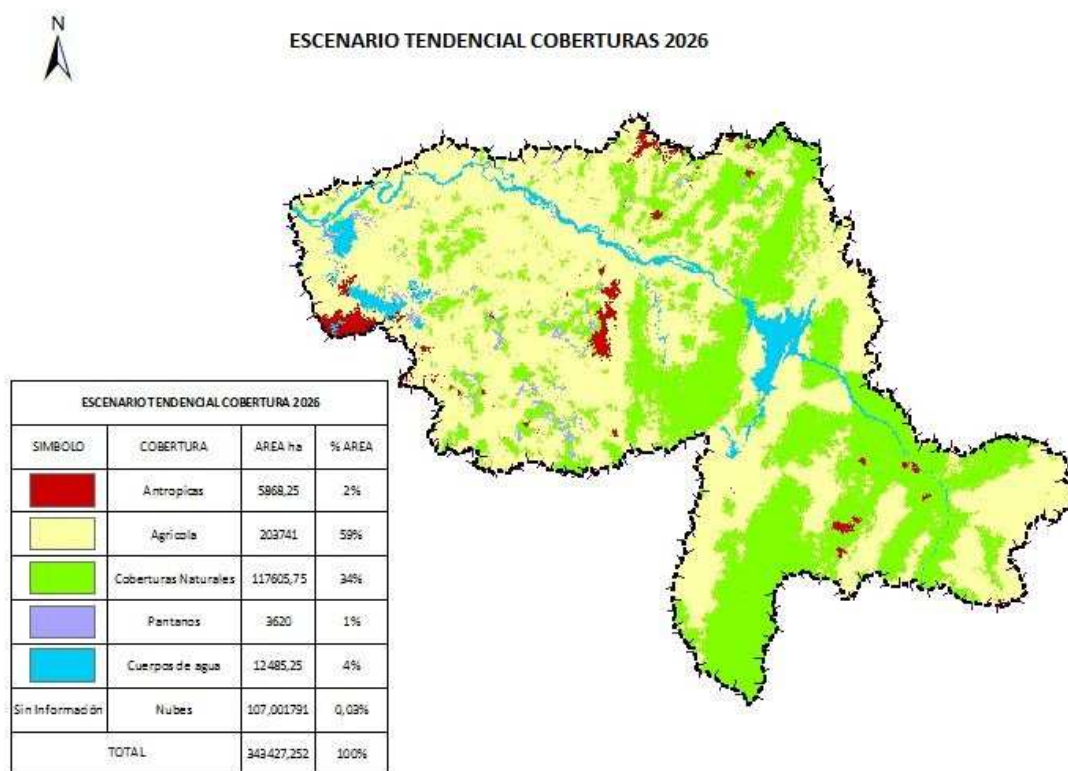 N
ESCENARIO TENDENCIAL COBERTURAS 2026
ESCENARIO TENDENCIAL COBERTURA 2026
SIMBOLO COBERTURA AREA ha % AREA
Antropicas 5868,25 2%
Agrícola 203741 59%
Coberturas Naturales 117605,75 34%
Pantanos 3620 1%
Cuerpos de agua 12485,25 4%
Sin Información Nubes 107,001791 0,03%
TOTAL 343427,252 100%